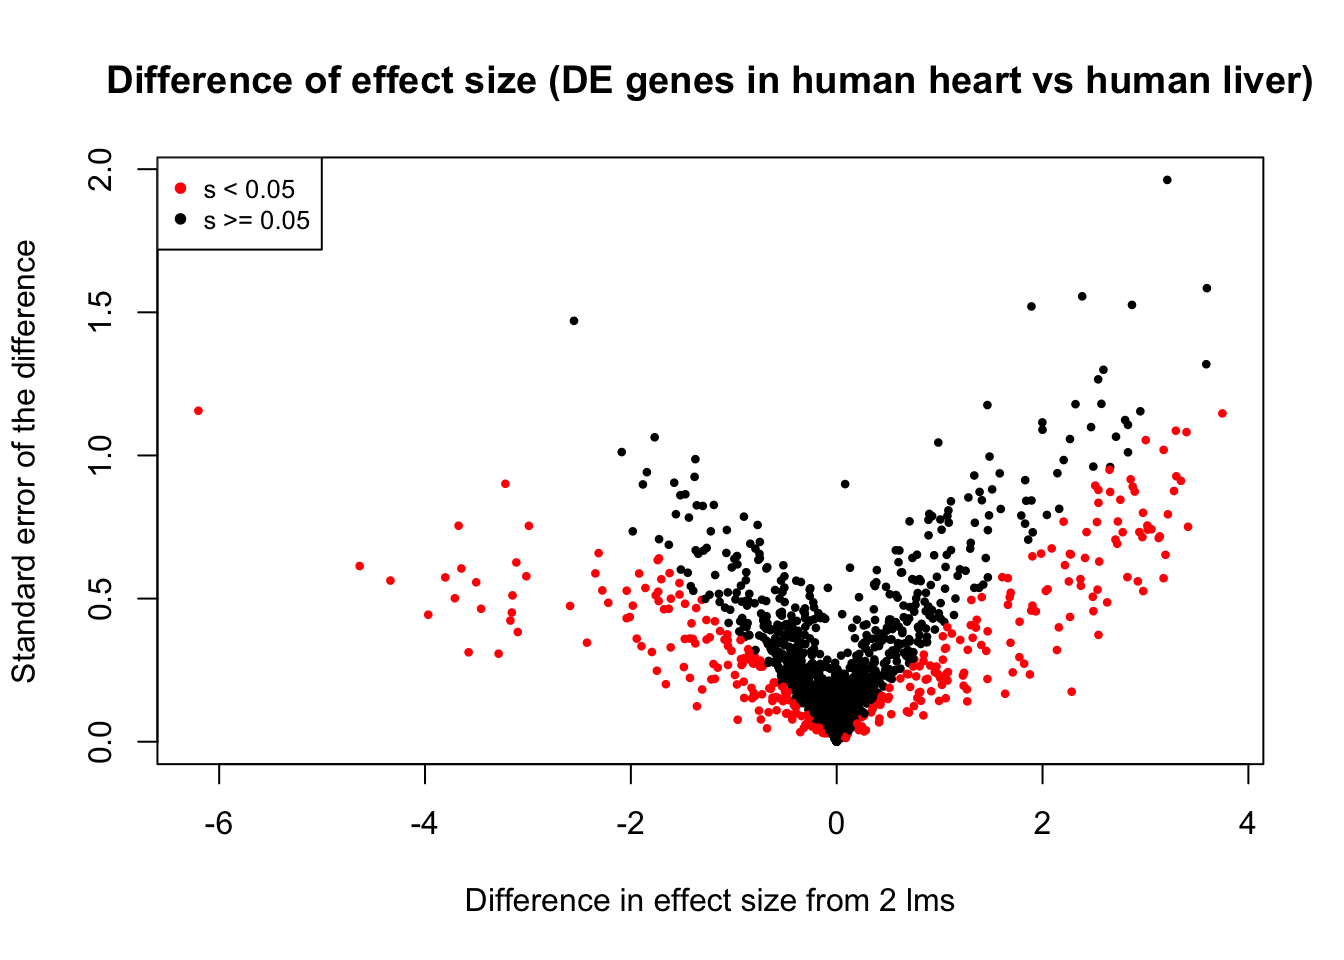 Difference of effect size (DE genes in human heart vs human liver)
s < 0.05
s >= 0.05
Standard error of the difference
2.0
1.5
1.0
0.5
0.0
-6 -4 -2 0 2 4
Difference in effect size from 2 lms